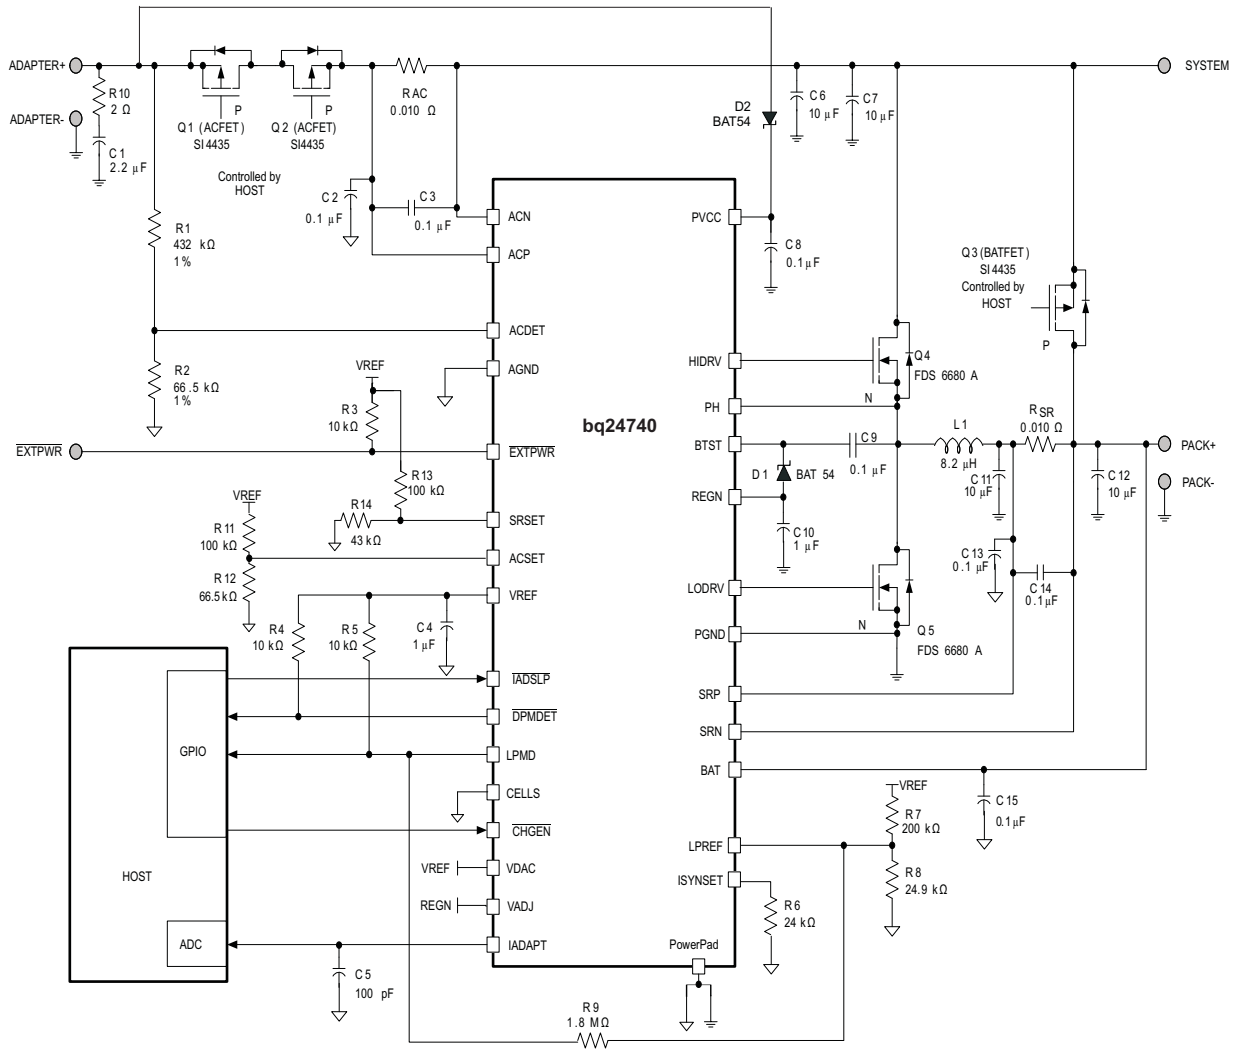 ADAPTER+
R10
2 Ω
ADAPTER-
C1
2.2 µF
Q1 (ACFET)
SI4435
P
Q2 (ACFET)
SI4435
P
Controlled by
HOST
RAC
0.010 Ω
D2
BAT54
C6
10 µF
C7
10 µF
SYSTEM
R1
432 kΩ
1%
C2
0.1 µF
C3
0.1 µF
ACN
ACP
PVCC
C8
0.1µF
Q3 (BATFET)
SI4435
Controlled by
HOST
P
R2
66.5 kΩ
1%
ACDET
AGND
VREF
R3
10 kΩ
EXTPWR
EXTPWR
bq24740
HIDRV
Q4
FDS 6680 A
N
PH
BTST
C9
0.1 µF
L1
8.2 µH
RSR
0.010 Ω
C11
10 µF
C12
10 µF
PACK+
PACK-
D1
BAT 54
REGN
C10
1 µF
R13
100 kΩ
R14
43 kΩ
SRSET
VREF
R11
100 kΩ
R12
66.5kΩ
ACSET
VREF
C13
0.1 µF
C14
0.1µF
LODRV
PGND
N
Q5
FDS 6680 A
R4
10 kΩ
R5
10 kΩ
C4
1 µF
SRP
SRN
BAT
C15
0.1µF
IADSLP
DPMDET
GPIO
LPMD
CELLS
CHGEN
VREF
VDAC
REGN
VADJ
HOST
ADC
IADAPT
C5
100 pF
VREF
R7
200 kΩ
LPREF
R8
24.9 kΩ
ISYNSET
R6
24 kΩ
PowerPad
R9
1.8 MΩ